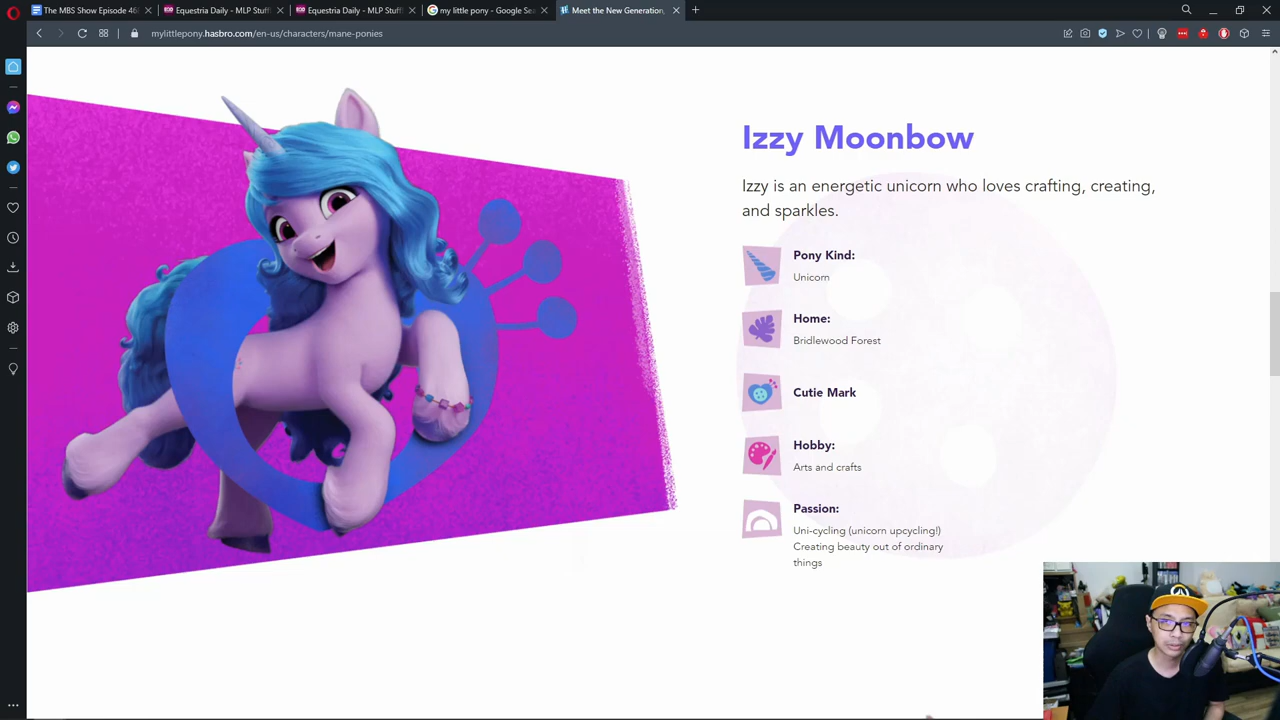 The MBS Show Episode 46
Equestria Daily - MLP Stuff!
Equestria Daily - MLP Stuff!
my little pony - Google Sea
Meet the New Generation,
mylittlepony.hasbro.com/en-us/characters/mane-ponies
Izzy Moonbow
Izzy is an energetic unicorn who loves crafting, creating,
and sparkles.
Pony Kind:
Unicorn
Home:
Bridlewood Forest
Cutie Mark
Hobby:
Arts and crafts
Passion:
Uni-cycling (unicorn upcycling!)
Creating beauty out of ordinary
things